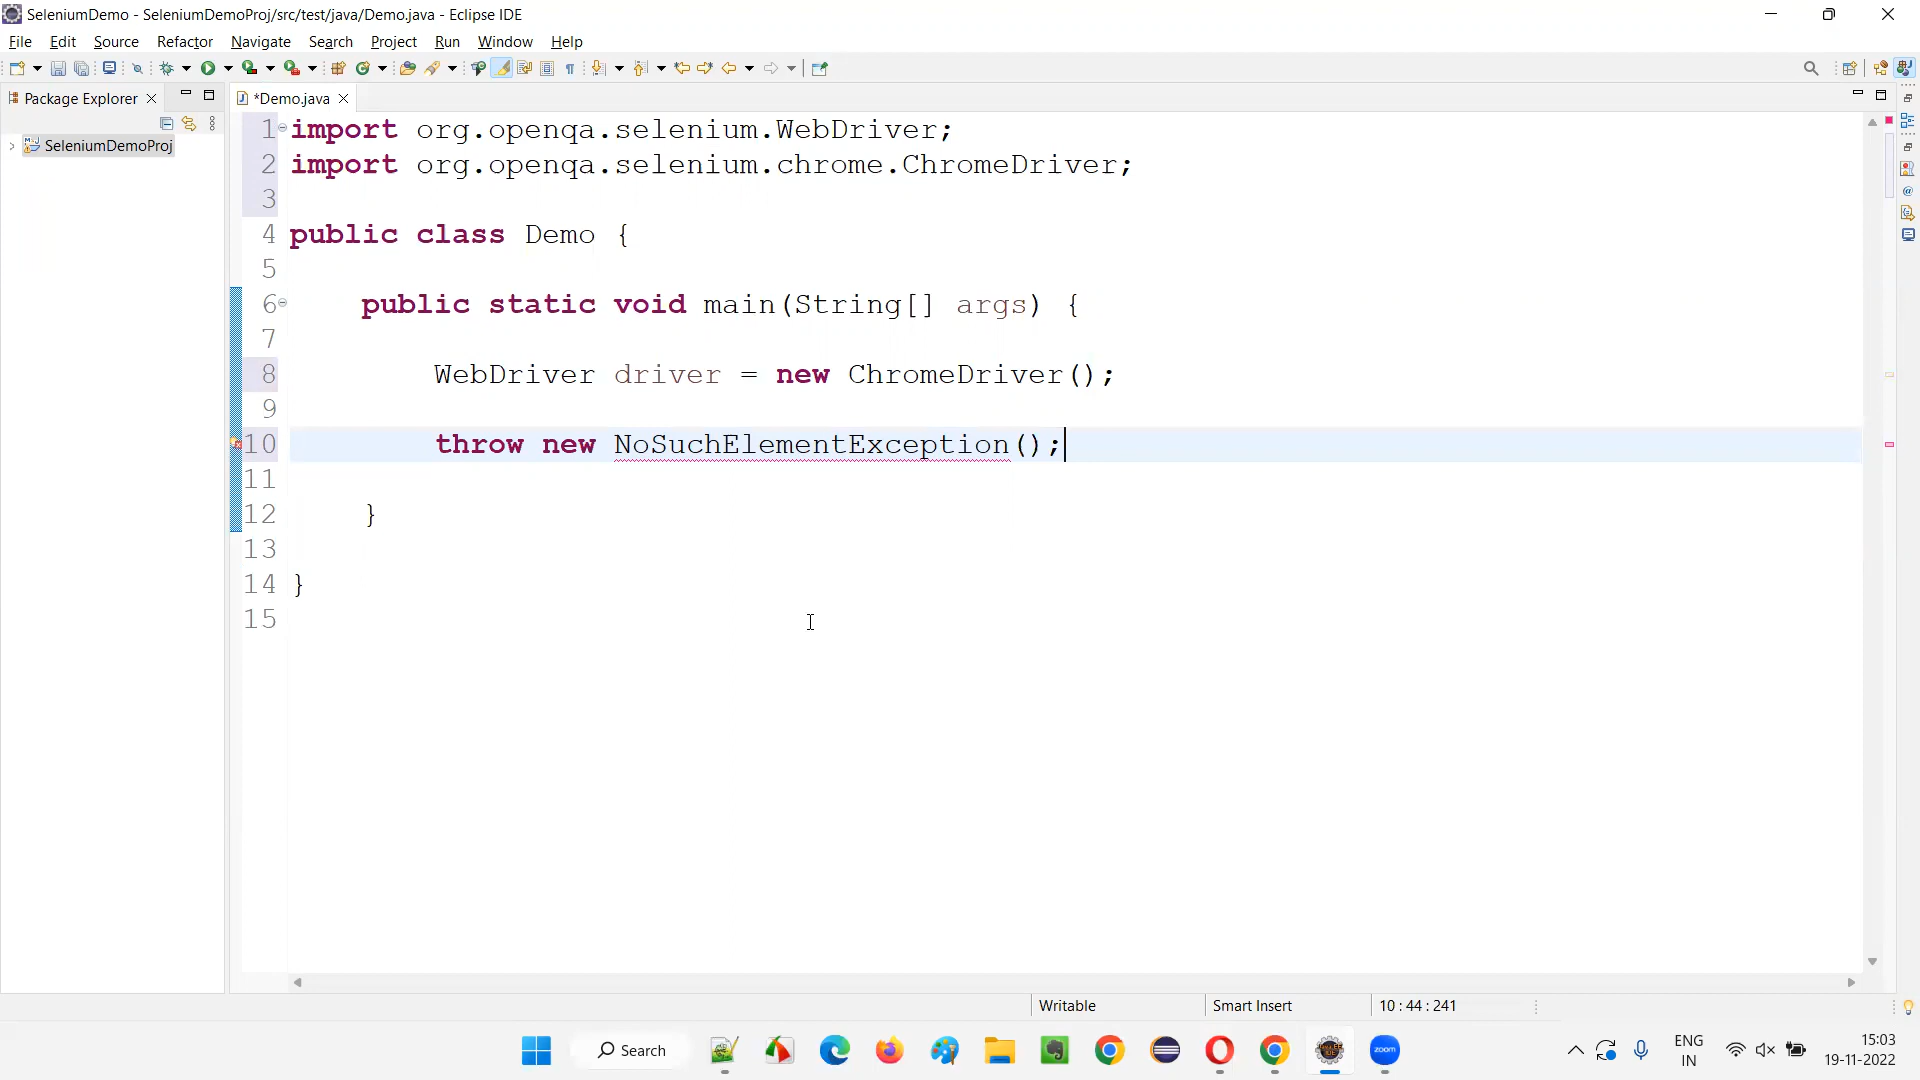 SeleniumDemo - SeleniumDemoProj/src/test/java/Demo.java - Eclipse IDE
File Edit Source Refactor Navigate Search Project Run Window Help
Package Explorer
*Demo.java
SeleniumDemoProj
1 import org.openqa.selenium.WebDriver;
2 import org.openqa.selenium.chrome.ChromeDriver;
3
4 public class Demo {
5
6 public static void main(String[] args) {
7
8 WebDriver driver = new ChromeDriver();
9
10 throw new NoSuchElementException();
11
12 }
13
14 }
15
Writable Smart Insert 10 : 44 : 241
Search
zoom
ENG
IN
15:03
19-11-2022